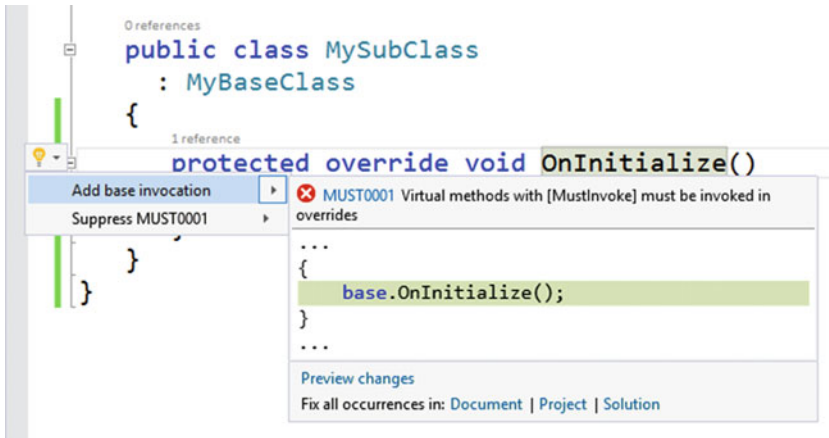 0 references
public class MySubClass
: MyBaseClass
{
1 reference
protected override void OnInitialize()
Add base invocation
Suppress MUST0001
MUST0001 Virtual methods with [MustInvoke] must be invoked in
overrides
...
{
base.OnInitialize();
}
...
Preview changes
Fix all occurrences in: Document | Project | Solution
}
}